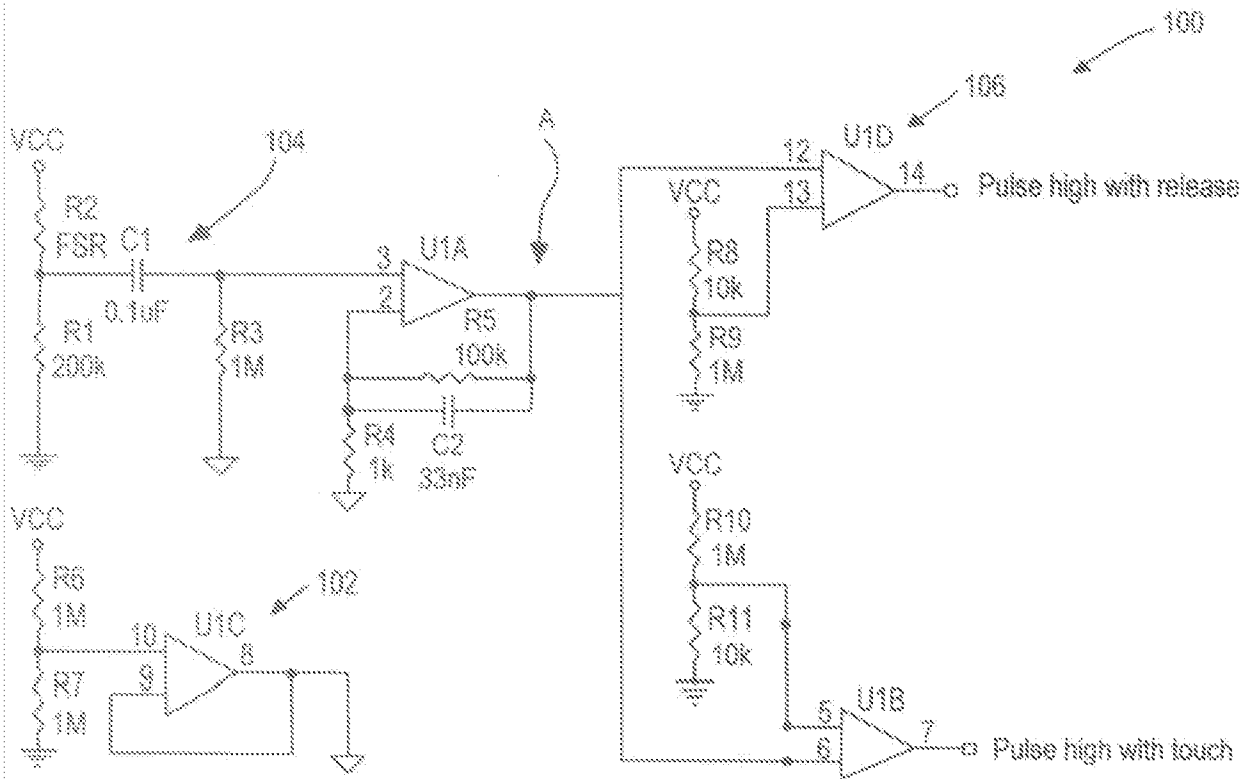 100
106
A
U1D
VCC
104
12
14
Pulse high with release
VCC
13
R2
FSR
C1
U1A
R8
10k
3
2
0.1uF
R5
100k
R1
200k
R3
1M
R9
1M
R4
1k
C2
33nF
VCC
VCC
R10
1M
R6
1M
102
U1C
10
8
R11
10k
9
R7
1M
U1B
5
7
6
Pulse high with touch